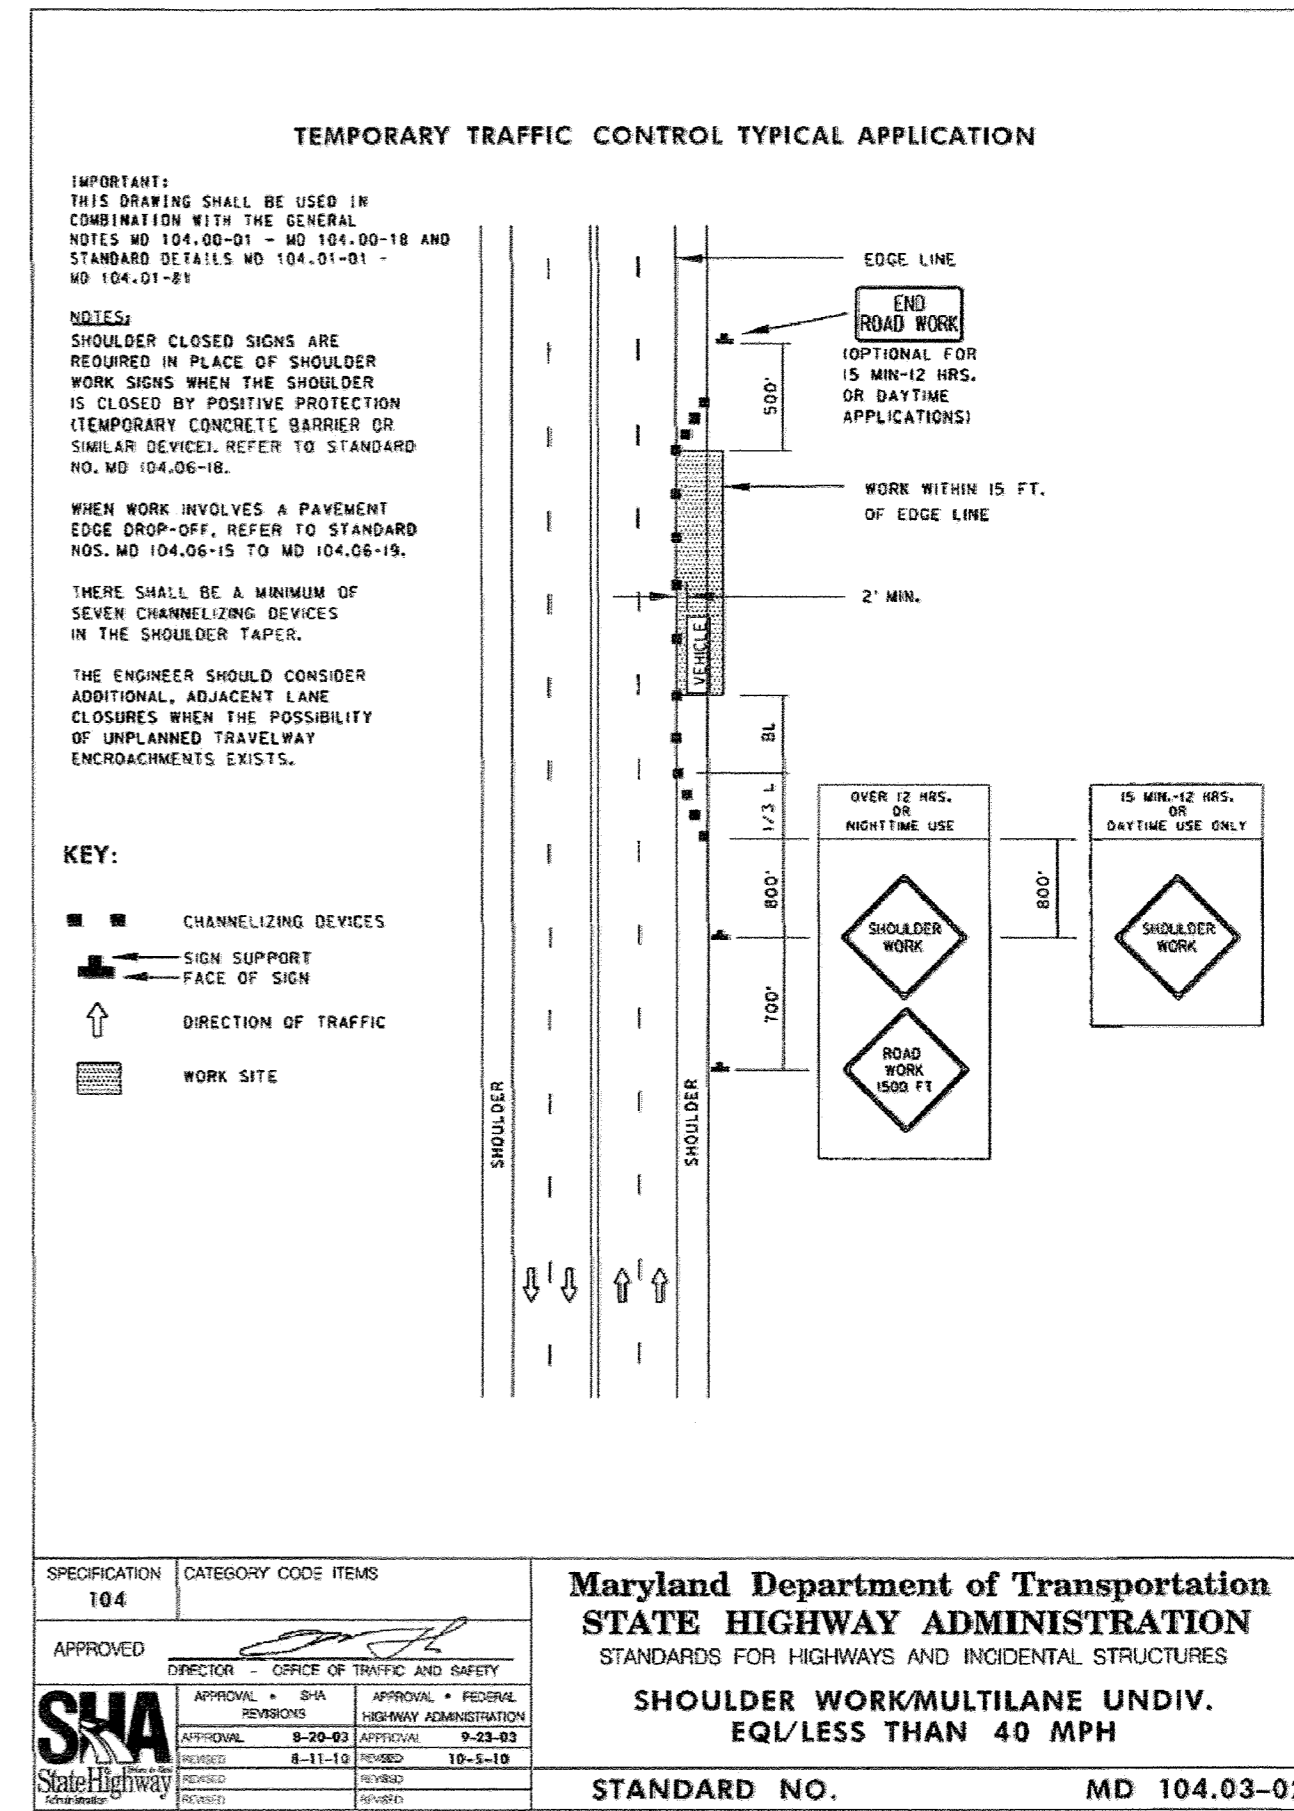 TEMPORARY TRAFFIC CONTROL TYPICAL APPLICATION
IMPORTANT:
THIS DRAWING SHALL BE USED IN
COMBINATION WITH THE GENERAL
NOTES MD 104.00-01 - MD 104.00-18 AND
STANDARD DETAILS MD 104.01-01 -
MD 104.01-81
NOTES:
SHOULDER CLOSED SIGNS ARE
REQUIRED IN PLACE OF SHOULDER
WORK SIGNS WHEN THE SHOULDER
IS CLOSED BY POSITIVE PROTECTION
(TEMPORARY CONCRETE BARRIER OR
SIMILAR DEVICE). REFER TO STANDARD
NO. MD 104.06-18.
WHEN WORK INVOLVES A PAVEMENT
EDGE DROP-OFF, REFER TO STANDARD
NOS. MD 104.06-15 TO MD 104.06-19.
THERE SHALL BE A MINIMUM OF
SEVEN CHANNELIZING DEVICES
IN THE SHOULDER TAPER.
THE ENGINEER SHOULD CONSIDER
ADDITIONAL, ADJACENT LANE
CLOSURES WHEN THE POSSIBILITY
OF UNPLANNED TRAVELWAY
ENCROACHMENTS EXISTS.
KEY:
CHANNELIZING DEVICES
SIGN SUPPORT
FACE OF SIGN
DIRECTION OF TRAFFIC
WORK SITE
EDGE LINE
END
ROAD WORK
(OPTIONAL FOR
15 MIN-12 HRS.
OR DAYTIME
APPLICATIONS)
500'
WORK WITHIN 15 FT.
OF EDGE LINE
2' MIN.
VEHICLE
BL
1/3 L
800'
700'
SHOULDER
SHOULDER
OVER 12 HRS.
OR
NIGHTTIME USE
SHOULDER
WORK
ROAD
WORK
1500 FT
800'
15 MIN.-12 HRS.
OR
DAYTIME USE ONLY
SHOULDER
WORK
SPECIFICATION
104
CATEGORY CODE ITEMS
APPROVED
DIRECTOR - OFFICE OF TRAFFIC AND SAFETY
SHA
State Highway
Administration
APPROVAL • SHA
REVISIONS
APPROVAL • FEDERAL
HIGHWAY ADMINISTRATION
APPROVAL 8-20-03
APPROVAL 9-23-03
REVISED 8-11-10
REVISED 10-5-10
REVISED
REVISED
REVISED
REVISED
Maryland Department of Transportation
STATE HIGHWAY ADMINISTRATION
STANDARDS FOR HIGHWAYS AND INCIDENTAL STRUCTURES
SHOULDER WORK/MULTILANE UNDIV.
EQL/LESS THAN 40 MPH
STANDARD NO. MD 104.03-02